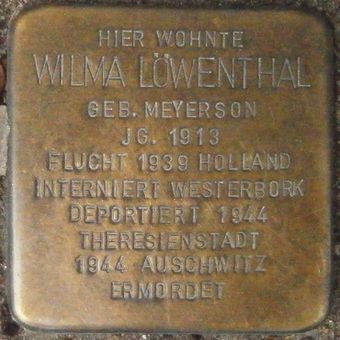 HIER WOHNTE
WILMA LÖWENTHAL
GEB. MEYERSON
JG. 1913
FLUCHT 1939 HOLLAND
INTERNIERT WESTERBORK
DEPORTIERT 1944
THERESIENSTADT
1944 AUSCHWITZ
ERMORDET